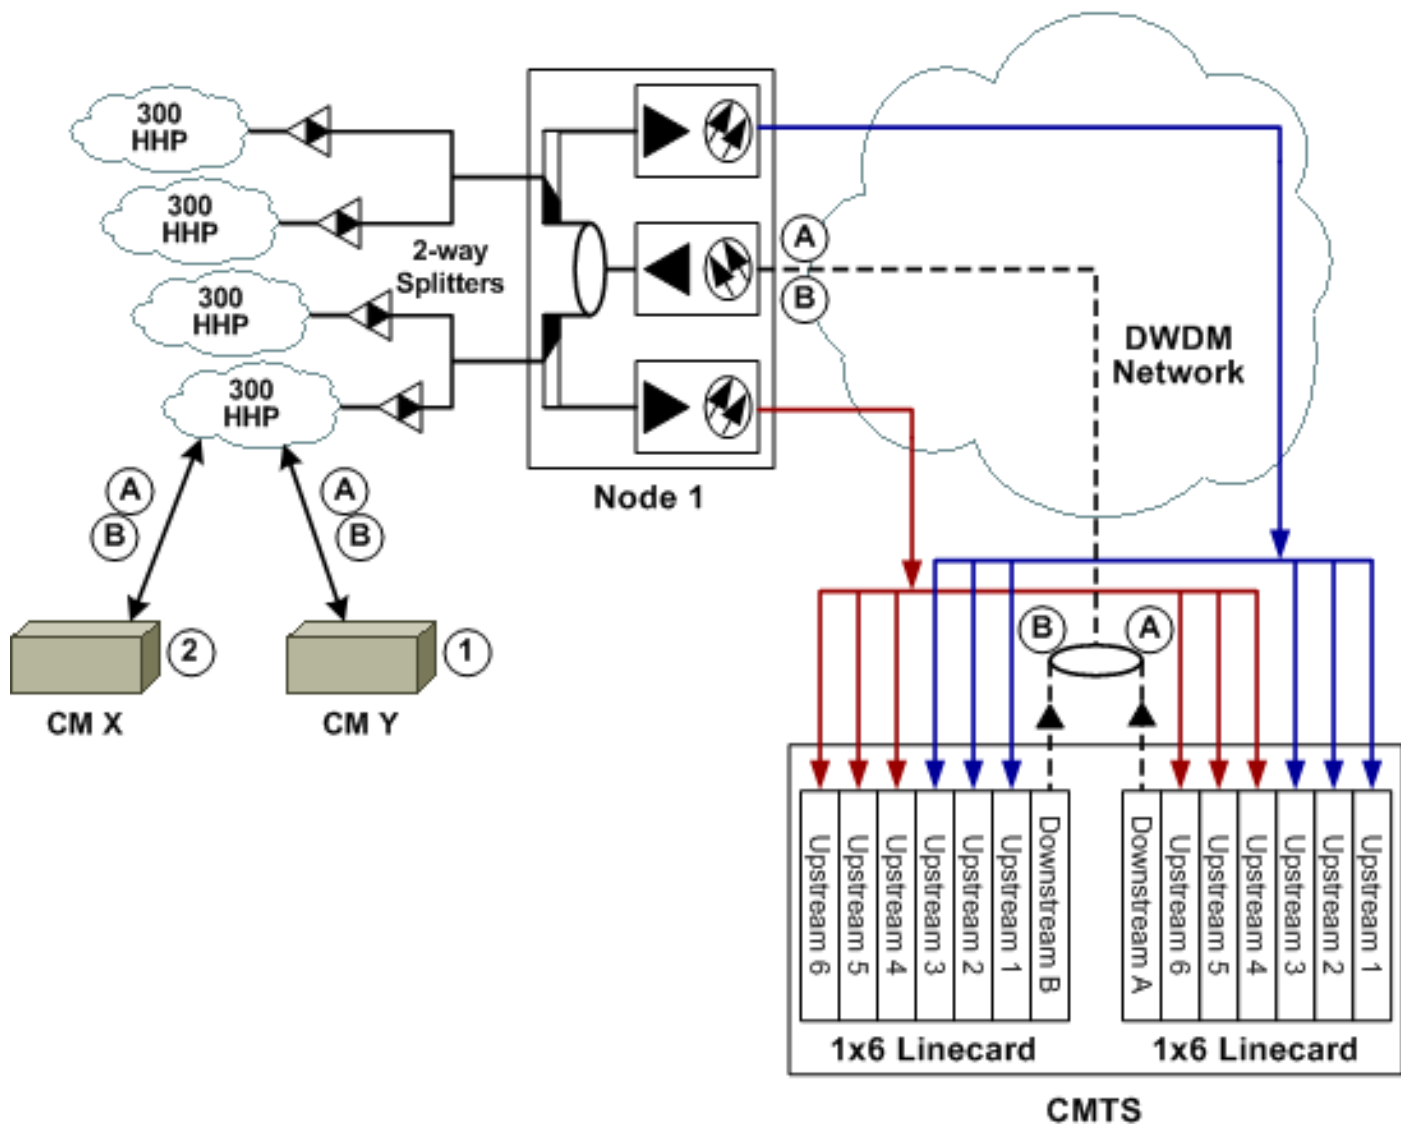 300
HHP
300
HHP
2-way
Splitters
300
HHP
300
HHP
A
B
A
B
2
1
CM X
CM Y
Node 1
A
B
DWDM
Network
B
A
Upstream 6
Upstream 5
Upstream 4
Upstream 3
Upstream 2
Upstream 1
Downstream B
Downstream A
Upstream 6
Upstream 5
Upstream 4
Upstream 3
Upstream 2
Upstream 1
1x6 Linecard
1x6 Linecard
CMTS